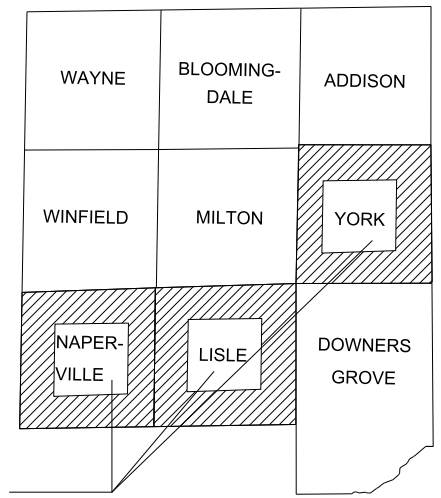 WAYNE
BLOOMING-
DALE
ADDISON
WINFIELD
MILTON
YORK
NAPER-
VILLE
LISLE
DOWNERS
GROVE